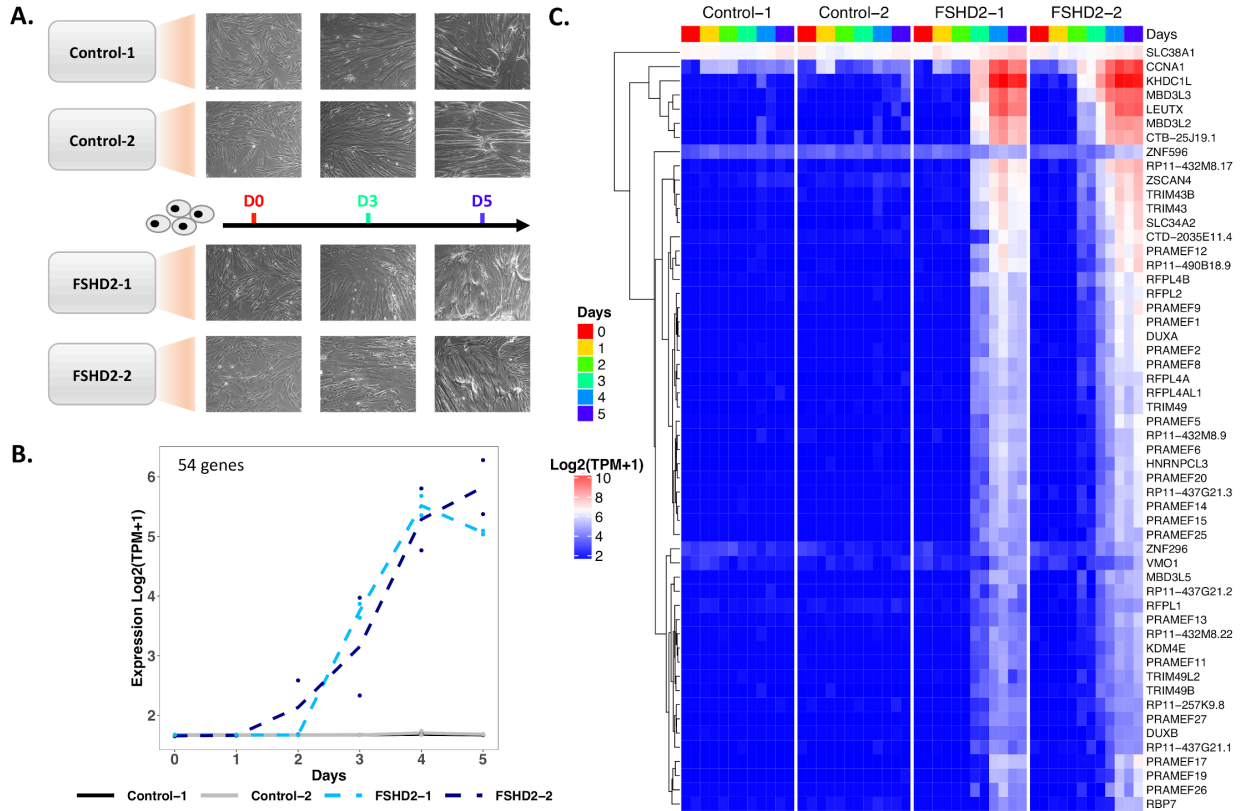 A.
Control-1
Control-2
D0
D3
D5
FSHD2-1
FSHD2-2
B.
54 genes
Expression Log2(TPM+1)
6
5
4
3
2
0
1
2
3
4
5
Days
Control−1
Control−2
FSHD2−1
FSHD2−2
C.
Control−1
Control−2
FSHD2−1
FSHD2−2
Days
SLC38A1
CCNA1
KHDC1L
MBD3L3
LEUTX
MBD3L2
CTB−25J19.1
ZNF596
RP11−432M8.17
ZSCAN4
TRIM43B
TRIM43
SLC34A2
CTD−2035E11.4
PRAMEF12
RP11−490B18.9
RFPL4B
RFPL2
PRAMEF9
PRAMEF1
DUXA
PRAMEF2
PRAMEF8
RFPL4A
RFPL4AL1
TRIM49
PRAMEF5
RP11−432M8.9
PRAMEF6
HNRNPCL3
PRAMEF20
RP11−437G21.3
PRAMEF14
PRAMEF15
PRAMEF25
ZNF296
VMO1
MBD3L5
RP11−437G21.2
RFPL1
PRAMEF13
RP11−432M8.22
KDM4E
PRAMEF11
TRIM49L2
TRIM49B
RP11−257K9.8
PRAMEF27
DUXB
RP11−437G21.1
PRAMEF17
PRAMEF19
PRAMEF26
RBP7
Days
0
1
2
3
4
5
Log2(TPM+1)
10
8
6
4
2